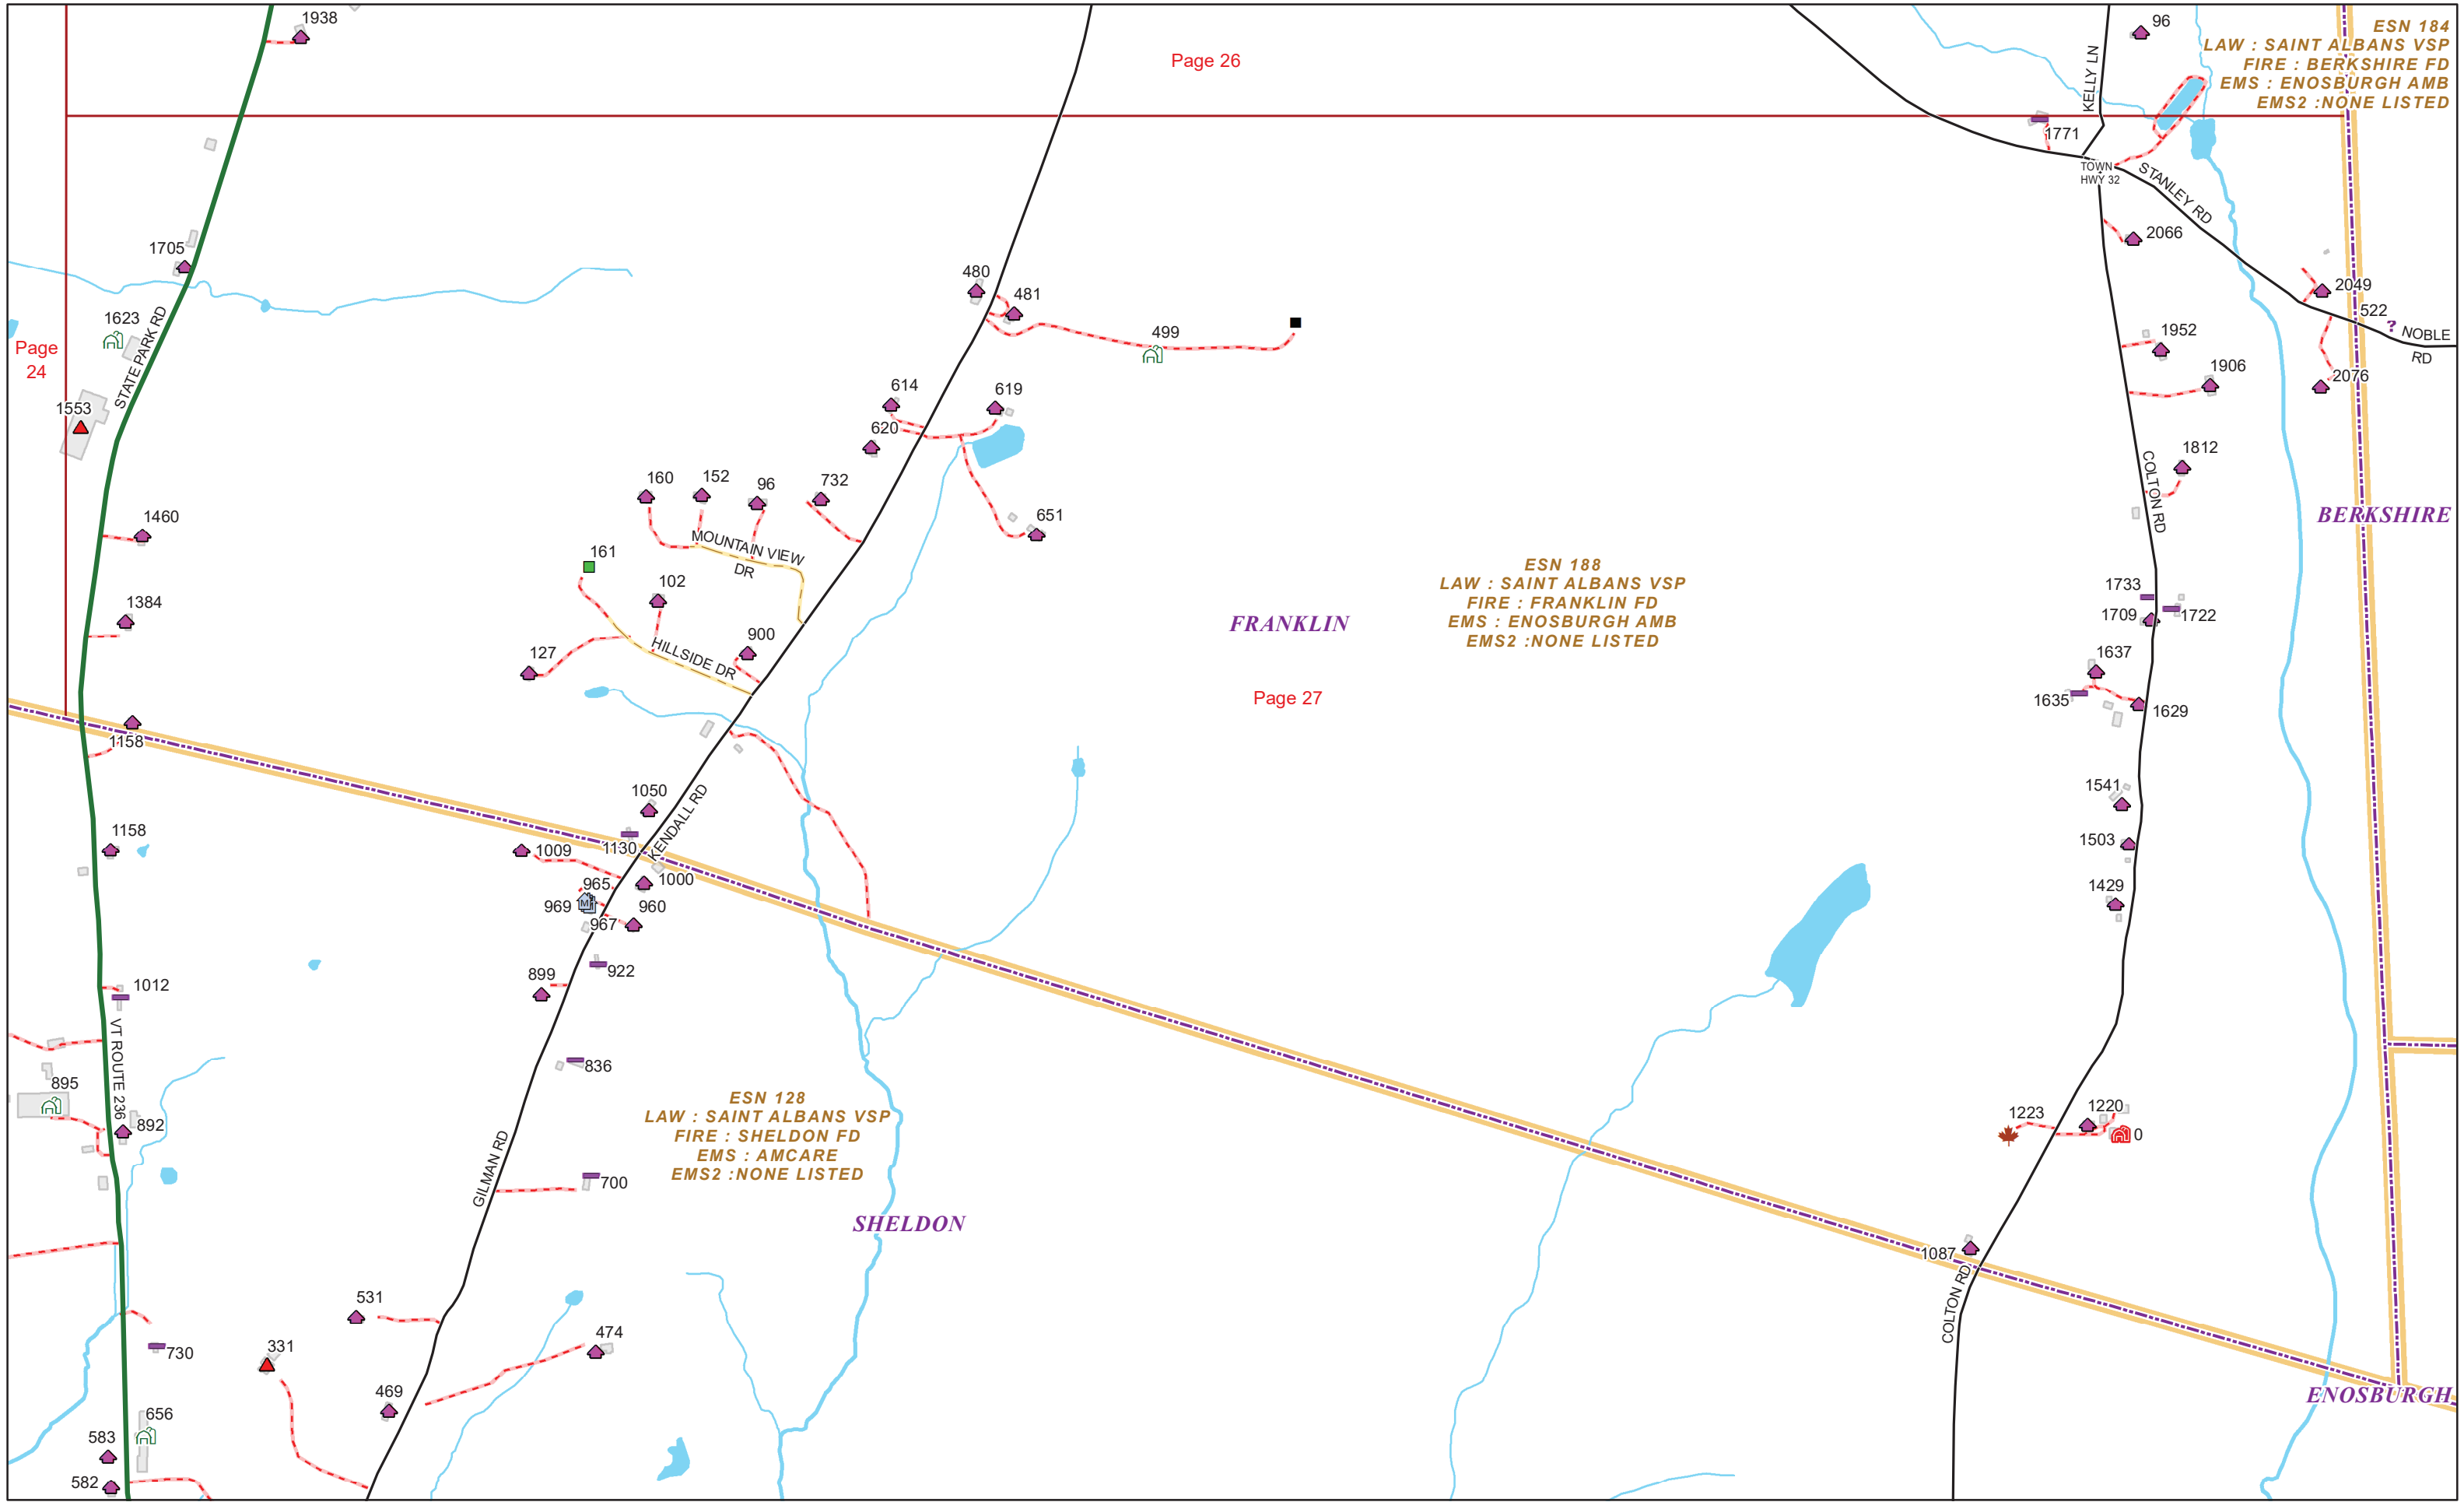 1938
Page 26
96
ESN 184
LAW : SAINT ALBANS VSP
FIRE : BERKSHIRE FD
EMS : ENOSBURGH AMB
EMS2 :NONE LISTED
KELLY LN
1771
TOWN
HWY 32
STANLEY RD
2066
1705
480
481
499
1623
STATE PARK RD
Page
24
1553
2049
522
?
NOBLE
RD
1952
1906
2076
614
619
620
1812
COLTON RD
160
152
96
732
651
1460
MOUNTAIN VIEW
DR
161
102
BERKSHIRE
ESN 188
LAW : SAINT ALBANS VSP
FIRE : FRANKLIN FD
EMS : ENOSBURGH AMB
EMS2 :NONE LISTED
FRANKLIN
Page 27
1384
900
HILLSIDE DR
127
1733
1709
1722
1637
1635
1629
1158
1050
KENDALL RD
1130
1541
1158
1009
1000
1503
965
969
M
967
960
1429
899
922
1012
VT ROUTE 236
836
895
892
ESN 128
LAW : SAINT ALBANS VSP
FIRE : SHELDON FD
EMS : AMCARE
EMS2 :NONE LISTED
1223
1220
0
GILMAN RD
700
SHELDON
1087
COLTON RD
531
474
331
730
469
ENOSBURGH
656
583
582